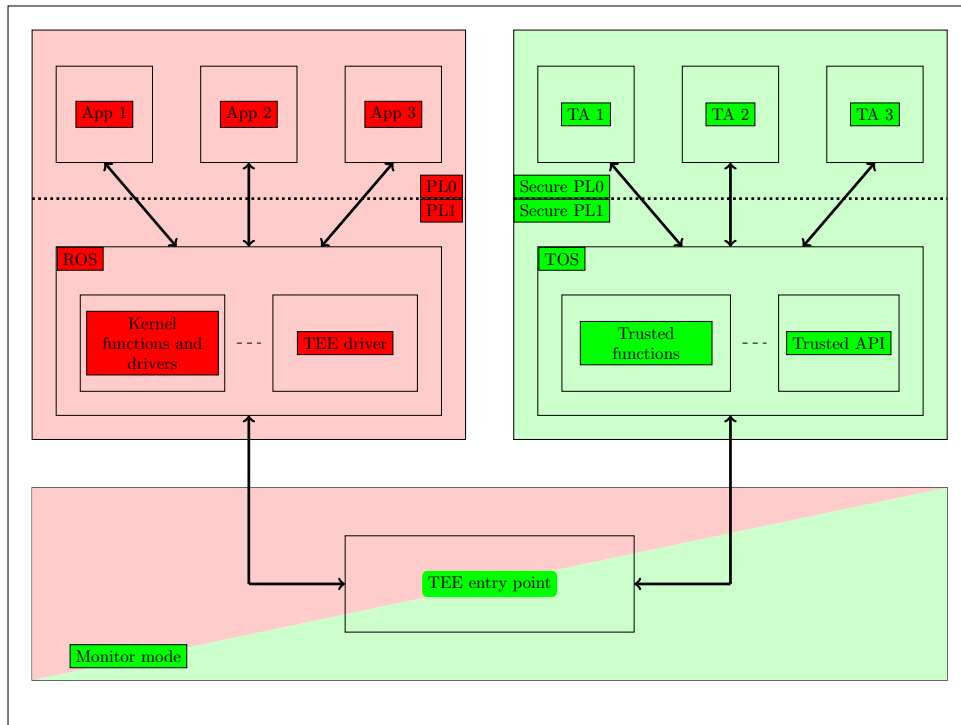 App 1
App 2
App 3
TA 1
TA 2
TA 3
PL0
Secure PL0
PL1
Secure PL1
ROS
TOS
Kernel
functions and
drivers
TEE driver
Trusted
functions
Trusted API
TEE entry point
Monitor mode